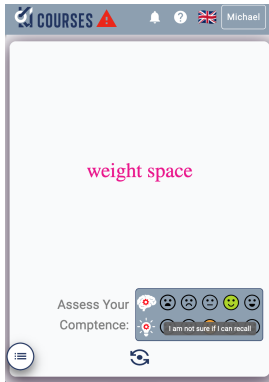 COURSES
Michael
weight space
Assess Your
Comptence:
I am not sure if I can recall